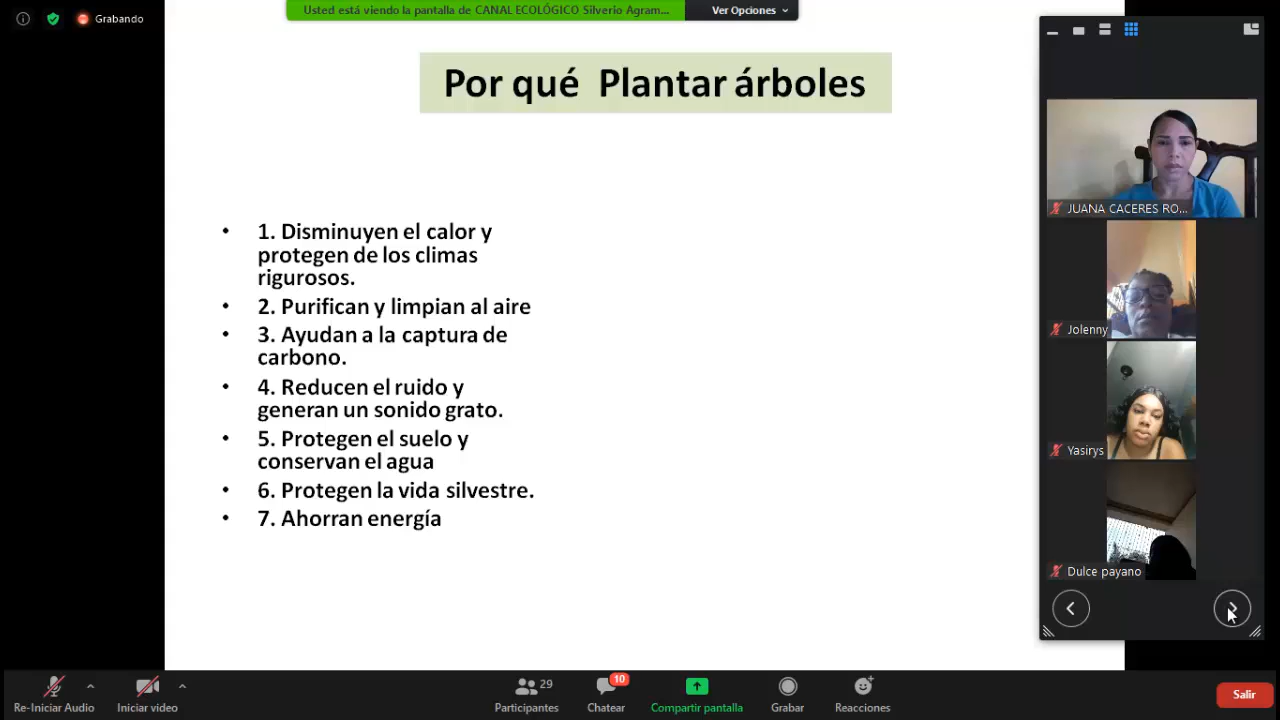 Grabando
Usted está viendo la pantalla de CANAL ECOLÓGICO Silverio Agram...
Ver Opciones
Por qué Plantar árboles
• 1. Disminuyen el calor y
protegen de los climas
rigurosos.
• 2. Purifican y limpian al aire
• 3. Ayudan a la captura de
carbono.
• 4. Reducen el ruido y
generan un sonido grato.
• 5. Protegen el suelo y
conservan el agua
• 6. Protegen la vida silvestre.
• 7. Ahorran energía
JUANA CACERES RO...
Jolenny
Yasirys
Dulce payano
Re-Iniciar Audio
Iniciar video
29
Participantes
10
Chatear
Compartir pantalla
Grabar
Reacciones
Salir